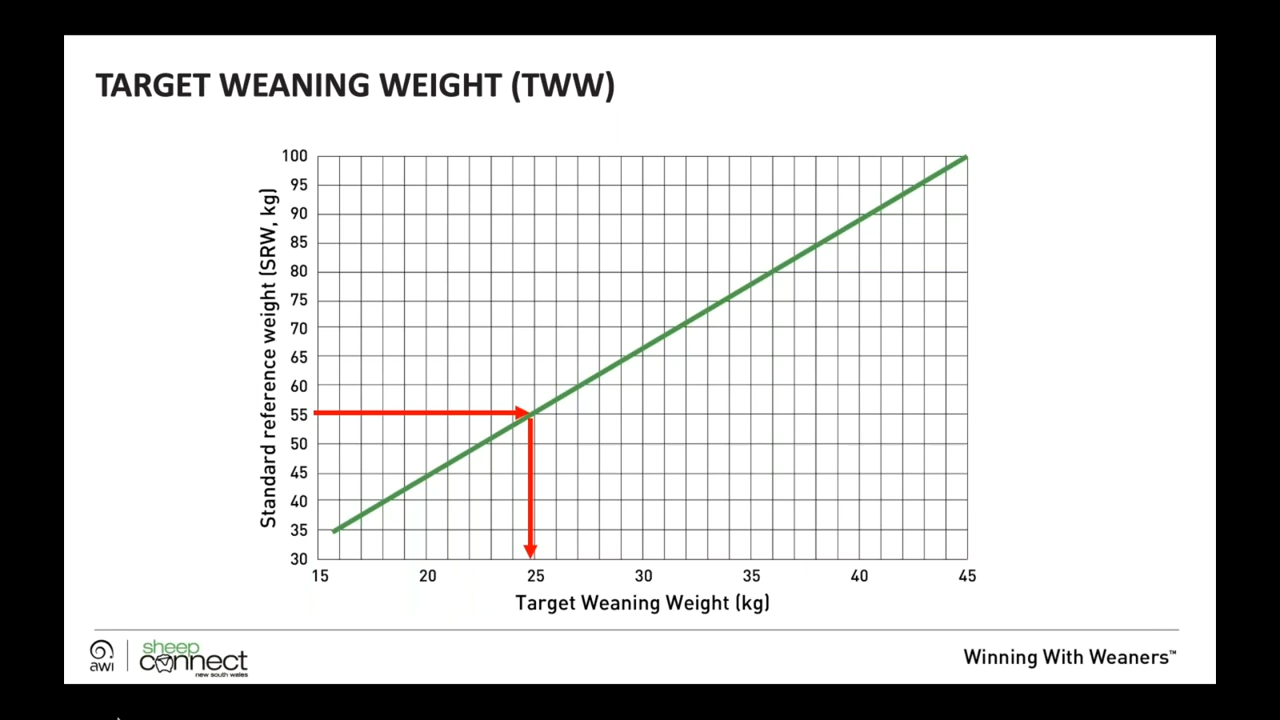 TARGET WEANING WEIGHT (TWW)
Standard reference weight (SRW, kg)
100
95
90
85
80
75
70
65
60
55
50
45
40
35
30
15 20 25 30 35 40 45
Target Weaning Weight (kg)
awi
sheep
connect
new south wales
Winning With Weaners™